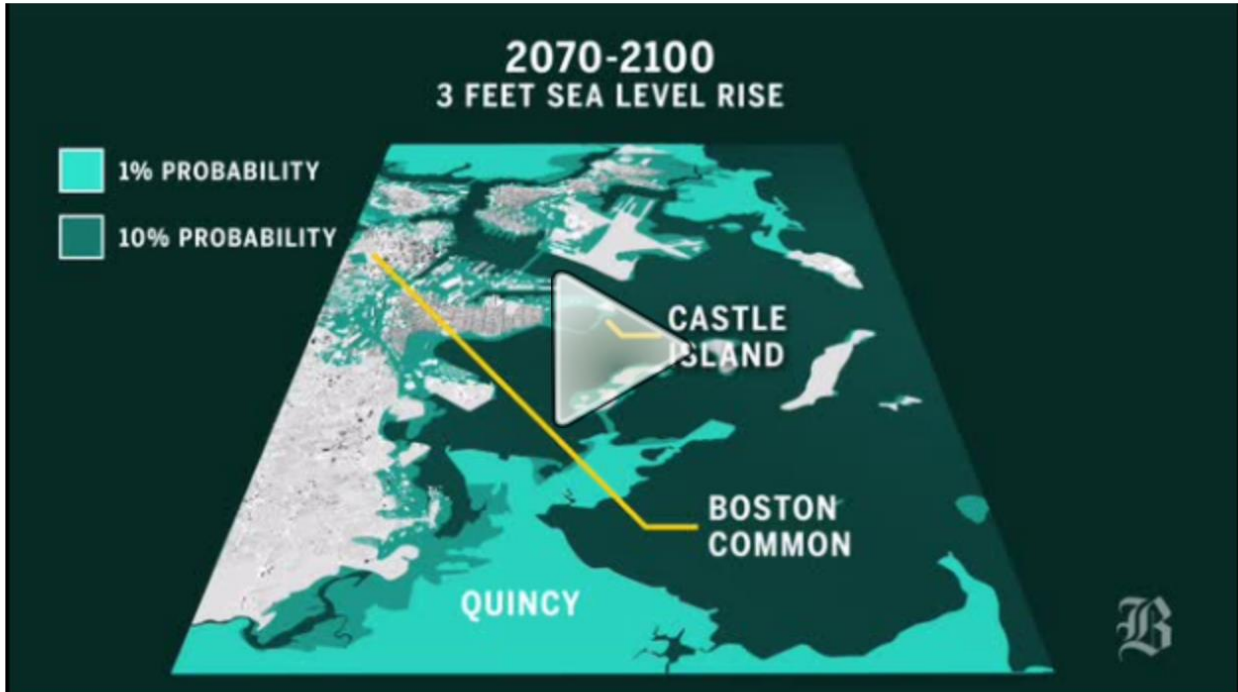 2070-2100
3 FEET SEA LEVEL RISE
1% PROBABILITY
10% PROBABILITY
CASTLE
ISLAND
BOSTON
COMMON
QUINCY
B